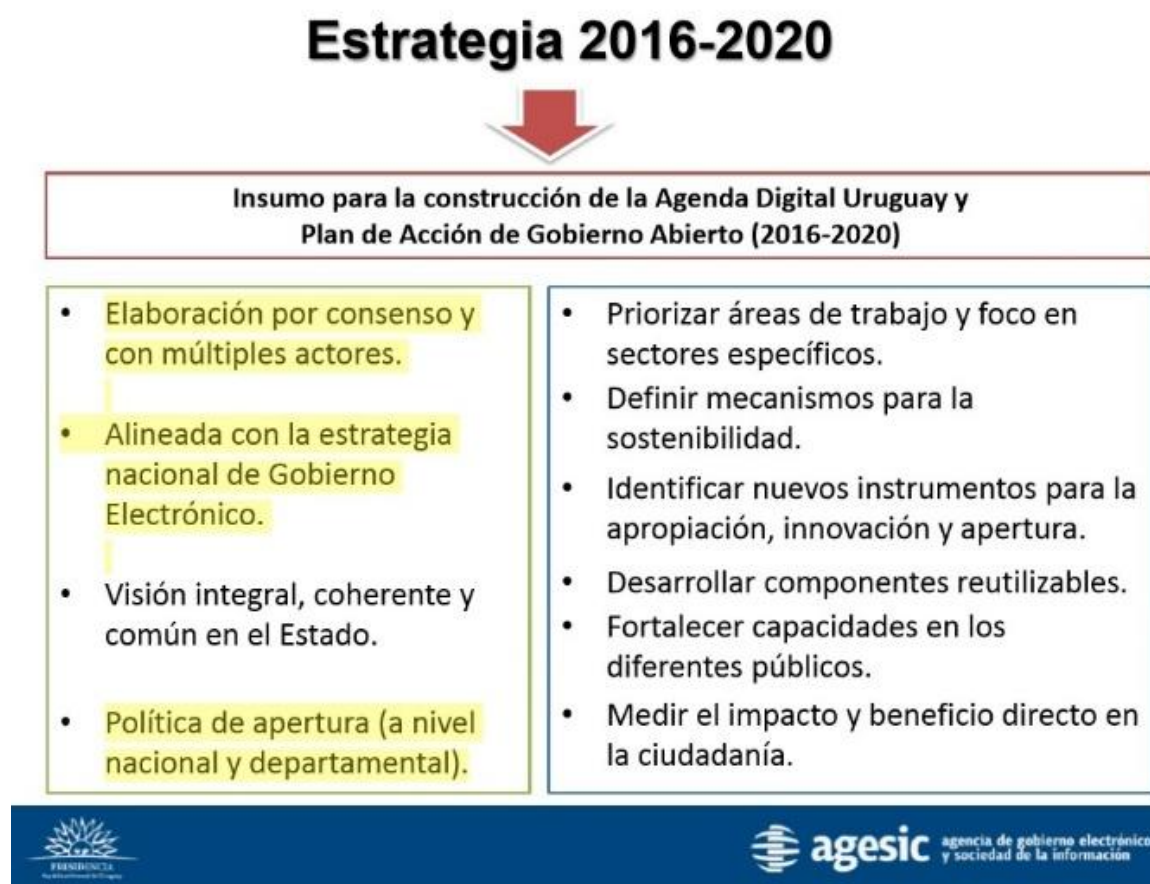 Estrategia 2016-2020
Insumo para la construcción de la Agenda Digital Uruguay y
Plan de Acción de Gobierno Abierto (2016-2020)
• Elaboración por consenso y
con múltiples actores.
• Alineada con la estrategia
nacional de Gobierno
Electrónico.
• Visión integral, coherente y
común en el Estado.
• Política de apertura (a nivel
nacional y departamental).
• Priorizar áreas de trabajo y foco en
sectores específicos.
• Definir mecanismos para la
sostenibilidad.
• Identificar nuevos instrumentos para la
apropiación, innovación y apertura.
• Desarrollar componentes reutilizables.
• Fortalecer capacidades en los
diferentes públicos.
• Medir el impacto y beneficio directo en
la ciudadanía.
PRESIDENCIA
agesic
agencia de gobierno electrónico
y sociedad de la información